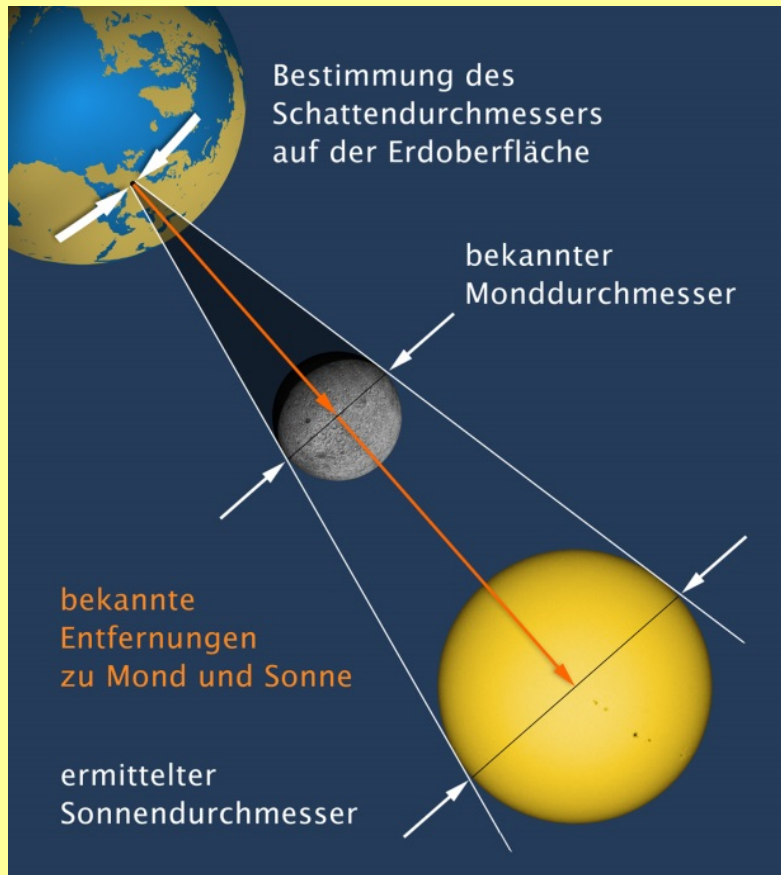 Bestimmung des
Schattendurchmessers
auf der Erdoberfläche
bekannter
Monddurchmesser
bekannte
Entfernungen
zu Mond und Sonne
ermittelter
Sonnendurchmesser